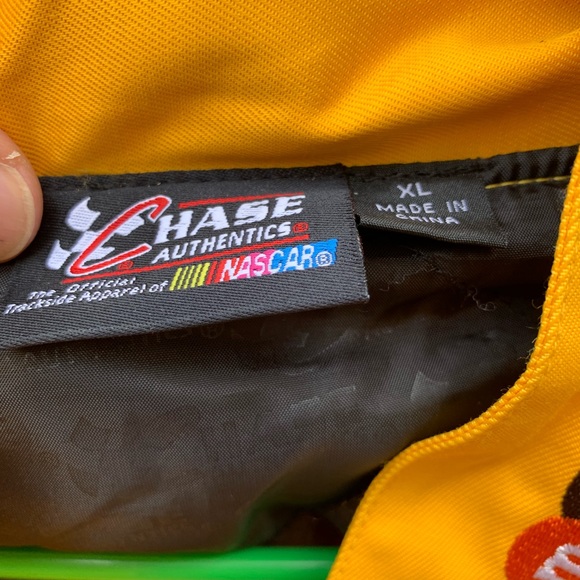 CHASE
AUTHENTICS®
®
The Official
Trackside Apparel of NASCAR®
XL
MADE IN
CHINA